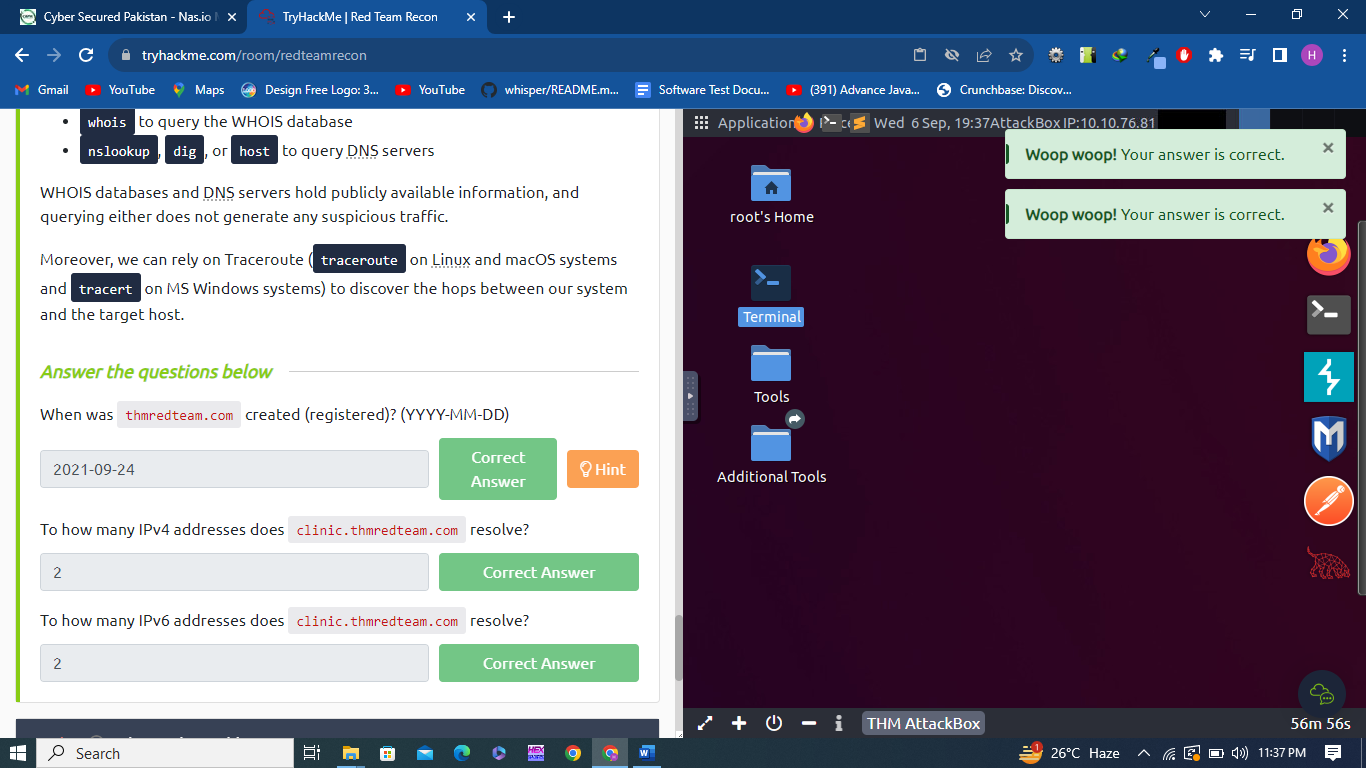 Cyber Secured Pakistan - Nas.io
TryHackMe | Red Team Recon
tryhackme.com/room/redteamrecon
H
Gmail
YouTube
Maps
Design Free Logo: 3...
YouTube
whisper/README.m...
Software Test Docu...
(391) Advance Java...
Crunchbase: Discov...
whois to query the WHOIS database
nslookup, dig, or host to query DNS servers
WHOIS databases and DNS servers hold publicly available information, and
querying either does not generate any suspicious traffic.
Moreover, we can rely on Traceroute (traceroute on Linux and macOS systems
and tracert on MS Windows systems) to discover the hops between our system
and the target host.
Answer the questions below
When was thmredteam.com created (registered)? (YYYY-MM-DD)
2021-09-24
Correct
Answer
Hint
To how many IPv4 addresses does clinic.thmredteam.com resolve?
2
Correct Answer
To how many IPv6 addresses does clinic.thmredteam.com resolve?
2
Correct Answer
Wed 6 Sep, 19:37AttackBox IP:10.10.76.81
Woop woop! Your answer is correct.
Woop woop! Your answer is correct.
root's Home
Terminal
Tools
Additional Tools
THM AttackBox
56m 56s
Search
HEX
1
26°C Haze
11:37 PM